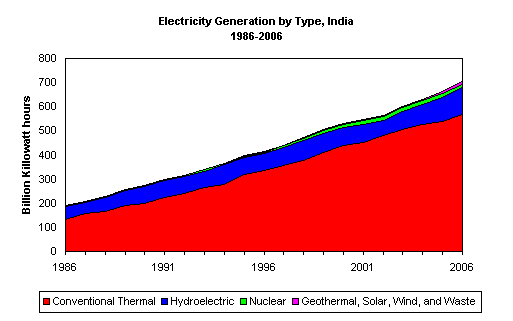 Electricity Generation by Type, India
1986-2006
Billion Killowatt hours
800
700
600
500
400
300
200
100
0
1986 1991 1996 2001 2006
Conventional Thermal Hydroelectric Nuclear Geothermal, Solar, Wind, and Waste